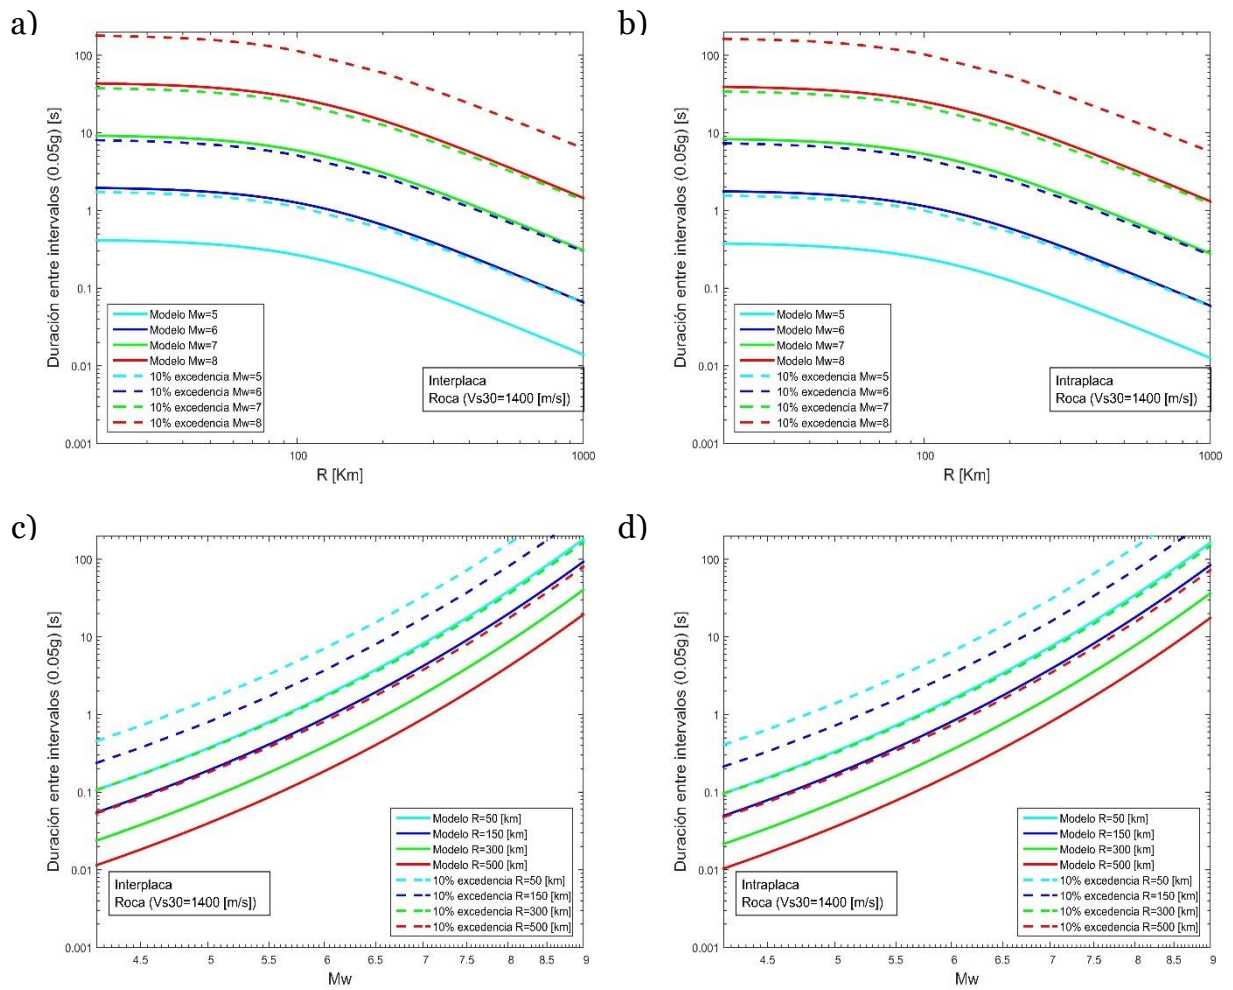 a)
Duración entre intervalos (0.05g) [s]
100
10
1
0.1
0.01
0.001
Modelo Mw=5
Modelo Mw=6
Modelo Mw=7
Modelo Mw=8
10% excedencia Mw=5
10% excedencia Mw=6
10% excedencia Mw=7
10% excedencia Mw=8
Interplaca
Roca (Vs30=1400 [m/s])
100
1000
R [Km]
b)
Duración entre intervalos (0.05g) [s]
100
10
1
0.1
0.01
0.001
Modelo Mw=5
Modelo Mw=6
Modelo Mw=7
Modelo Mw=8
10% excedencia Mw=5
10% excedencia Mw=6
10% excedencia Mw=7
10% excedencia Mw=8
Intraplaca
Roca (Vs30=1400 [m/s])
100
1000
R [Km]
c)
Duración entre intervalos (0.05g) [s]
100
10
1
0.1
0.01
0.001
Modelo R=50 [km]
Modelo R=150 [km]
Modelo R=300 [km]
Modelo R=500 [km]
10% excedencia R=50 [km]
10% excedencia R=150 [km]
10% excedencia R=300 [km]
10% excedencia R=500 [km]
Interplaca
Roca (Vs30=1400 [m/s])
4.5 5 5.5 6 6.5 7 7.5 8 8.5 9
Mw
d)
Duración entre intervalos (0.05g) [s]
100
10
1
0.1
0.01
0.001
Modelo R=50 [km]
Modelo R=150 [km]
Modelo R=300 [km]
Modelo R=500 [km]
10% excedencia R=50 [km]
10% excedencia R=150 [km]
10% excedencia R=300 [km]
10% excedencia R=500 [km]
Intraplaca
Roca (Vs30=1400 [m/s])
4.5 5 5.5 6 6.5 7 7.5 8 8.5 9
Mw